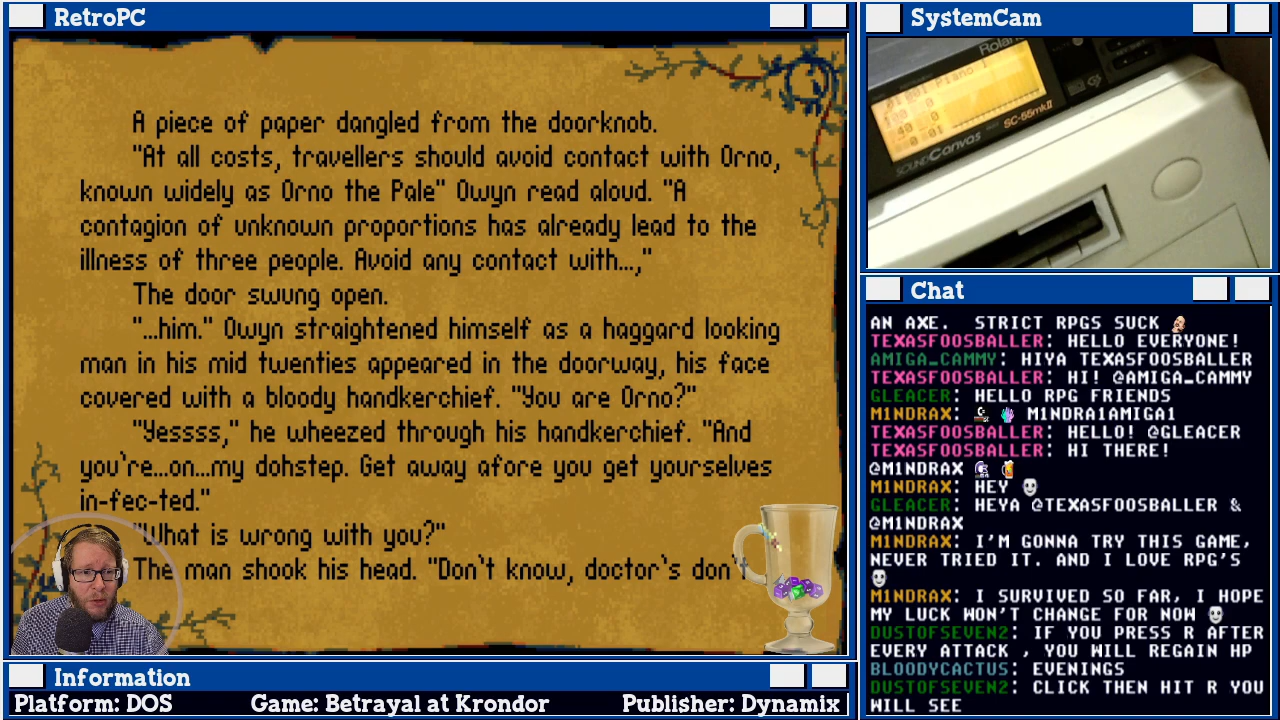 RetroPC
A piece of paper dangled from the doorknob.
"At all costs, travellers should avoid contact with Orno,
known widely as Orno the Pale" Owyn read aloud. "A
contagion of unknown proportions has already lead to the
illness of three people. Avoid any contact with...,"
The door swung open.
"...him." Owyn straightened himself as a haggard looking
man in his mid twenties appeared in the doorway, his face
covered with a bloody handkerchief. "You are Orno?"
"Yessss," he wheezed through his handkerchief. "And
you're...on...my dohstep. Get away afore you get yourselves
in-fec-ted."
"What is wrong with you?"
The man shook his head. "Don't know, doctor's don't
SystemCam
Roland
Piano 1
SC-55mkII
SOUND Canvas
Chat
AN AXE. STRICT RPGS SUCK
TEXASFOOSBALLER: HELLO EVERYONE!
AMIGA_CAMMY: HIYA TEXASFOOSBALLER
TEXASFOOSBALLER: HI! @AMIGA_CAMMY
GLEACER: HELLO RPG FRIENDS
M1NDRAX: M1NDRA1AMIGA1
TEXASFOOSBALLER: HELLO! @GLEACER
TEXASFOOSBALLER: HI THERE!
@M1NDRAX
M1NDRAX: HEY
GLEACER: HEYA @TEXASFOOSBALLER &
@M1NDRAX
M1NDRAX: I'M GONNA TRY THIS GAME,
NEVER TRIED IT. AND I LOVE RPG'S
M1NDRAX: I SURVIVED SO FAR, I HOPE
MY LUCK WON'T CHANGE FOR NOW
DUSTOFSEVEN2: IF YOU PRESS R AFTER
EVERY ATTACK , YOU WILL REGAIN HP
BLOODYCACTUS: EVENINGS
DUSTOFSEVEN2: CLICK THEN HIT R YOU
WILL SEE
Information
Platform: DOS Game: Betrayal at Krondor Publisher: Dynamix